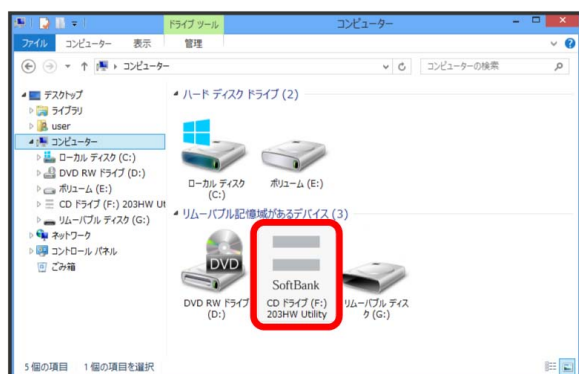 ドライブ ツール
コンピューター
ファイル コンピューター 表示 管理
コンピューター
コンピューターの検索
デスクトップ
ライブラリ
user
コンピューター
ローカル ディスク (C:)
DVD RW ドライブ (D:)
ボリューム (E:)
CD ドライブ (F:) 203HW Ut
リムーバブル ディスク (G:)
ネットワーク
コントロール パネル
ごみ箱
ハード ディスク ドライブ (2)
ローカル ディスク
(C:)
ボリューム (E:)
リムーバブル記憶域があるデバイス (3)
DVD
DVD RW ドライブ
(D:)
SoftBank
CD ドライブ (F:)
203HW Utility
リムーバブル ディス
ク (G:)
5 個の項目 1 個の項目を選択